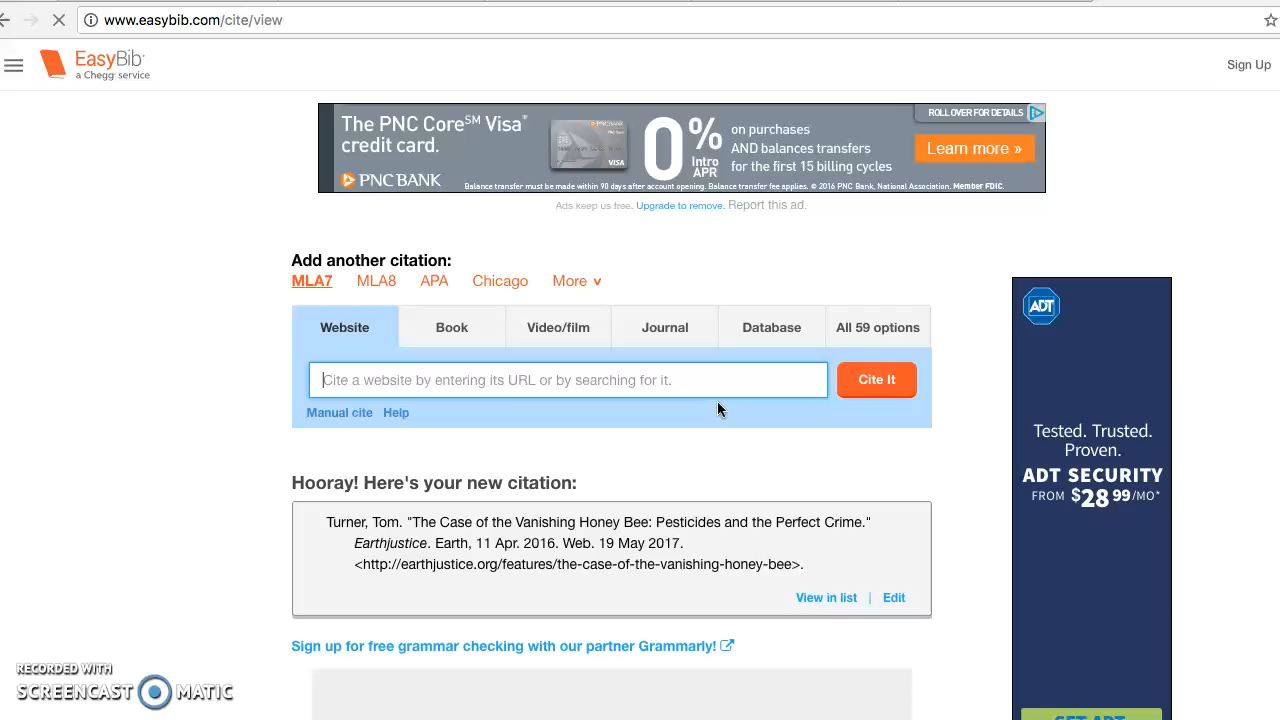 www.easybib.com/cite/view
EasyBib
a Chegg service
Sign Up
The PNC Core℠ Visa®
credit card.
PNC BANK
VISA
0%
Intro
APR
on purchases
AND balances transfers
for the first 15 billing cycles
ROLL OVER FOR DETAILS
Learn more »
Balance transfer must be made within 90 days after account opening. Balance transfer fee applies. © 2016 PNC Bank, National Association. Member FDIC.
Ads keep us free. Upgrade to remove. Report this ad.
Add another citation:
MLA7 MLA8 APA Chicago More v
Website Book Video/film Journal Database All 59 options
Cite a website by entering its URL or by searching for it.
Cite It
Manual cite Help
Hooray! Here's your new citation:
Turner, Tom. "The Case of the Vanishing Honey Bee: Pesticides and the Perfect Crime."
Earthjustice. Earth, 11 Apr. 2016. Web. 19 May 2017.
<http://earthjustice.org/features/the-case-of-the-vanishing-honey-bee>.
View in list | Edit
Sign up for free grammar checking with our partner Grammarly!
ADT
Tested. Trusted.
Proven.
ADT SECURITY
FROM $28 99/MO*
GET ADT
RECORDED WITH
SCREENCAST MATIC